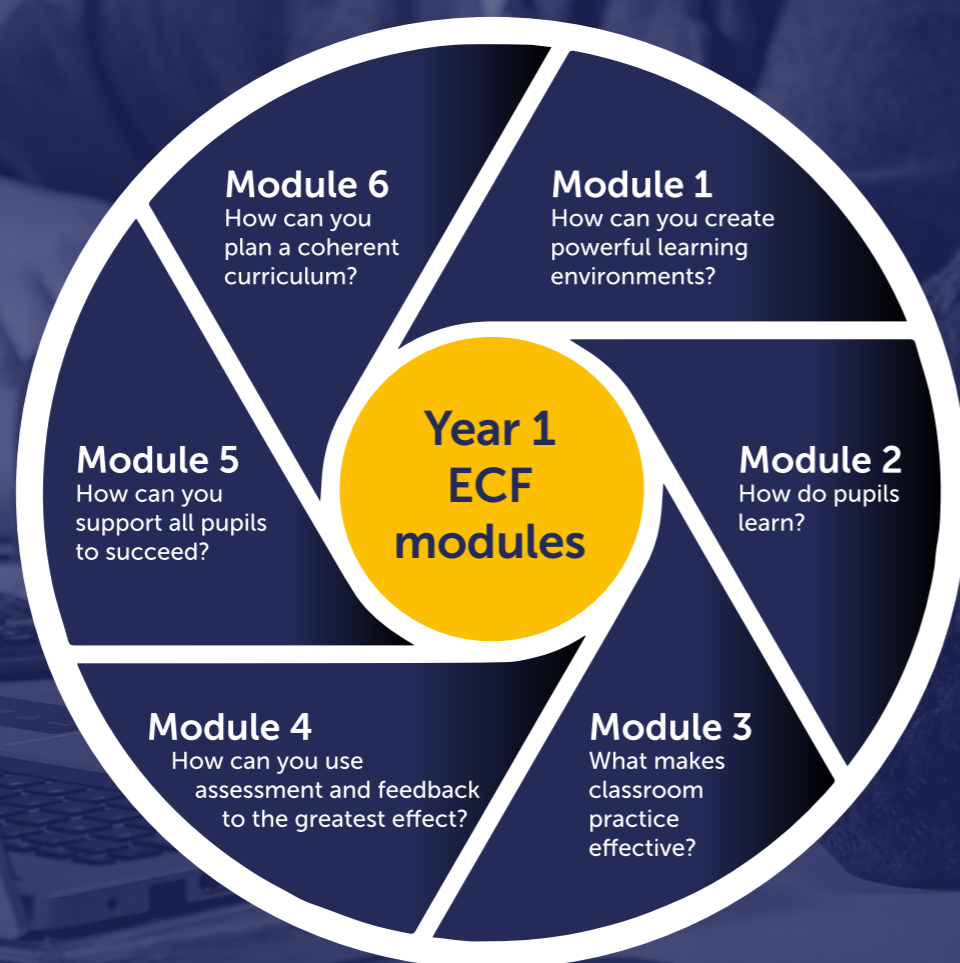 Year 1
ECF
modules
Module 1
How can you create
powerful learning
environments?
Module 2
How do pupils
learn?
Module 3
What makes
classroom
practice
effective?
Module 4
How can you use
assessment and feedback
to the greatest effect?
Module 5
How can you
support all pupils
to succeed?
Module 6
How can you
plan a coherent
curriculum?